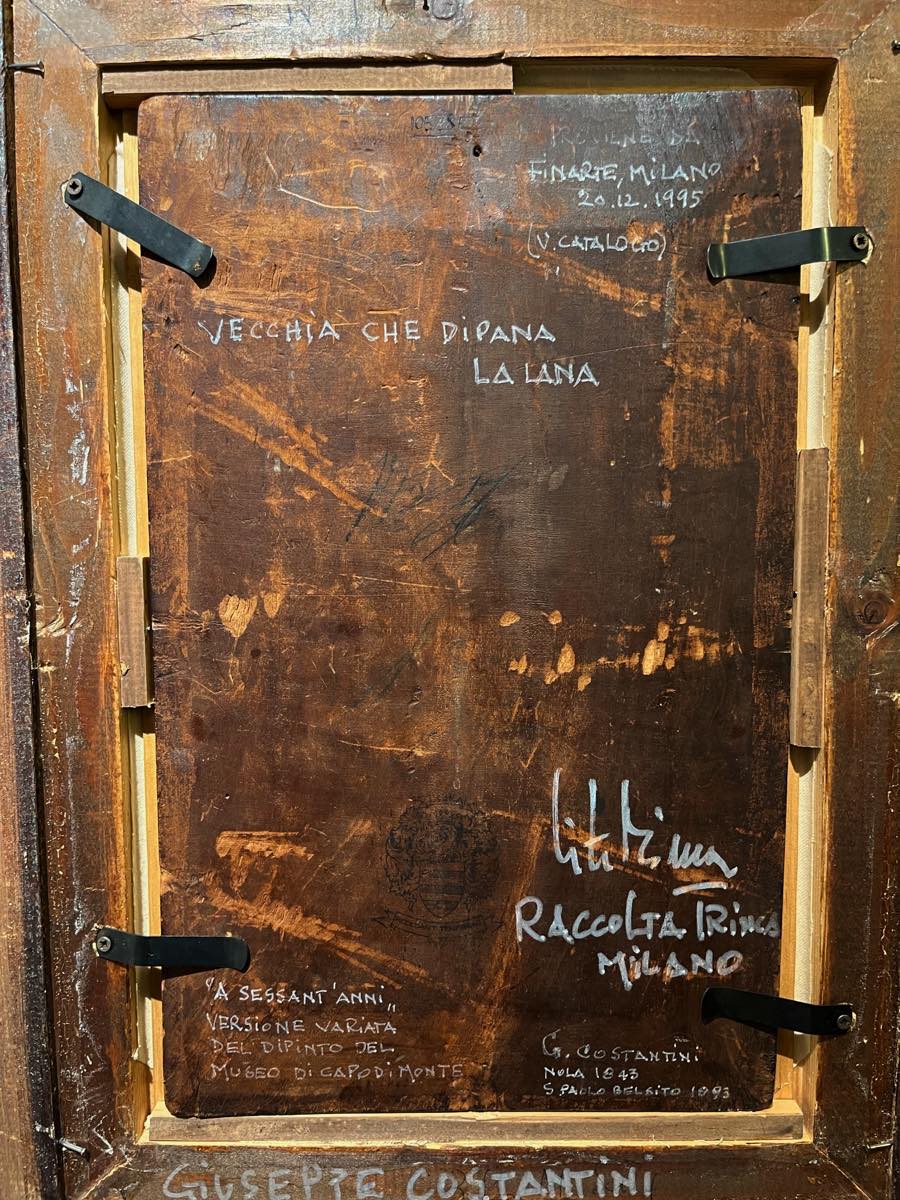 PROVIENE DA
FINARTE, MILANO
20.12.1995
(V. CATALOGO)
VECCHIA CHE DIPANA
LA LANA
RACCOLTA TRINCA
MILANO
"A SESSANT'ANNI"
VERSIONE VARIATA
DEL DIPINTO DEL
MUSEO DI CAPODIMONTE
G. COSTANTINI
NOLA 1843
S. PAOLO BELSITO 1893
GIUSEPPE COSTANTINI